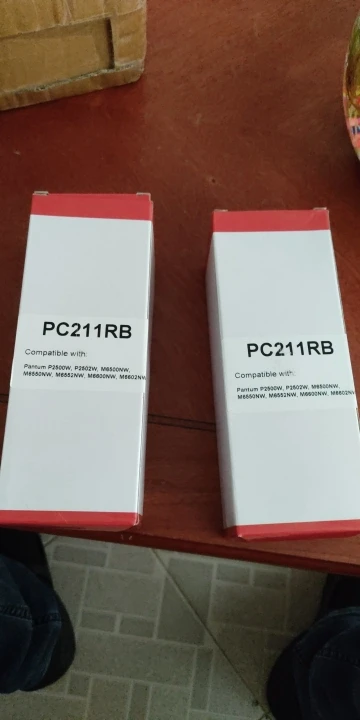 PC211RB
Compatible with:
Pantum P2500W, P2502W, M6500NW,
M6550NW, M6552NW, M6600NW, M6602NW
PC211RB
Compatible with:
Pantum P2500W, P2502W, M6500NW,
M6550NW, M6552NW, M6600NW, M6602NW